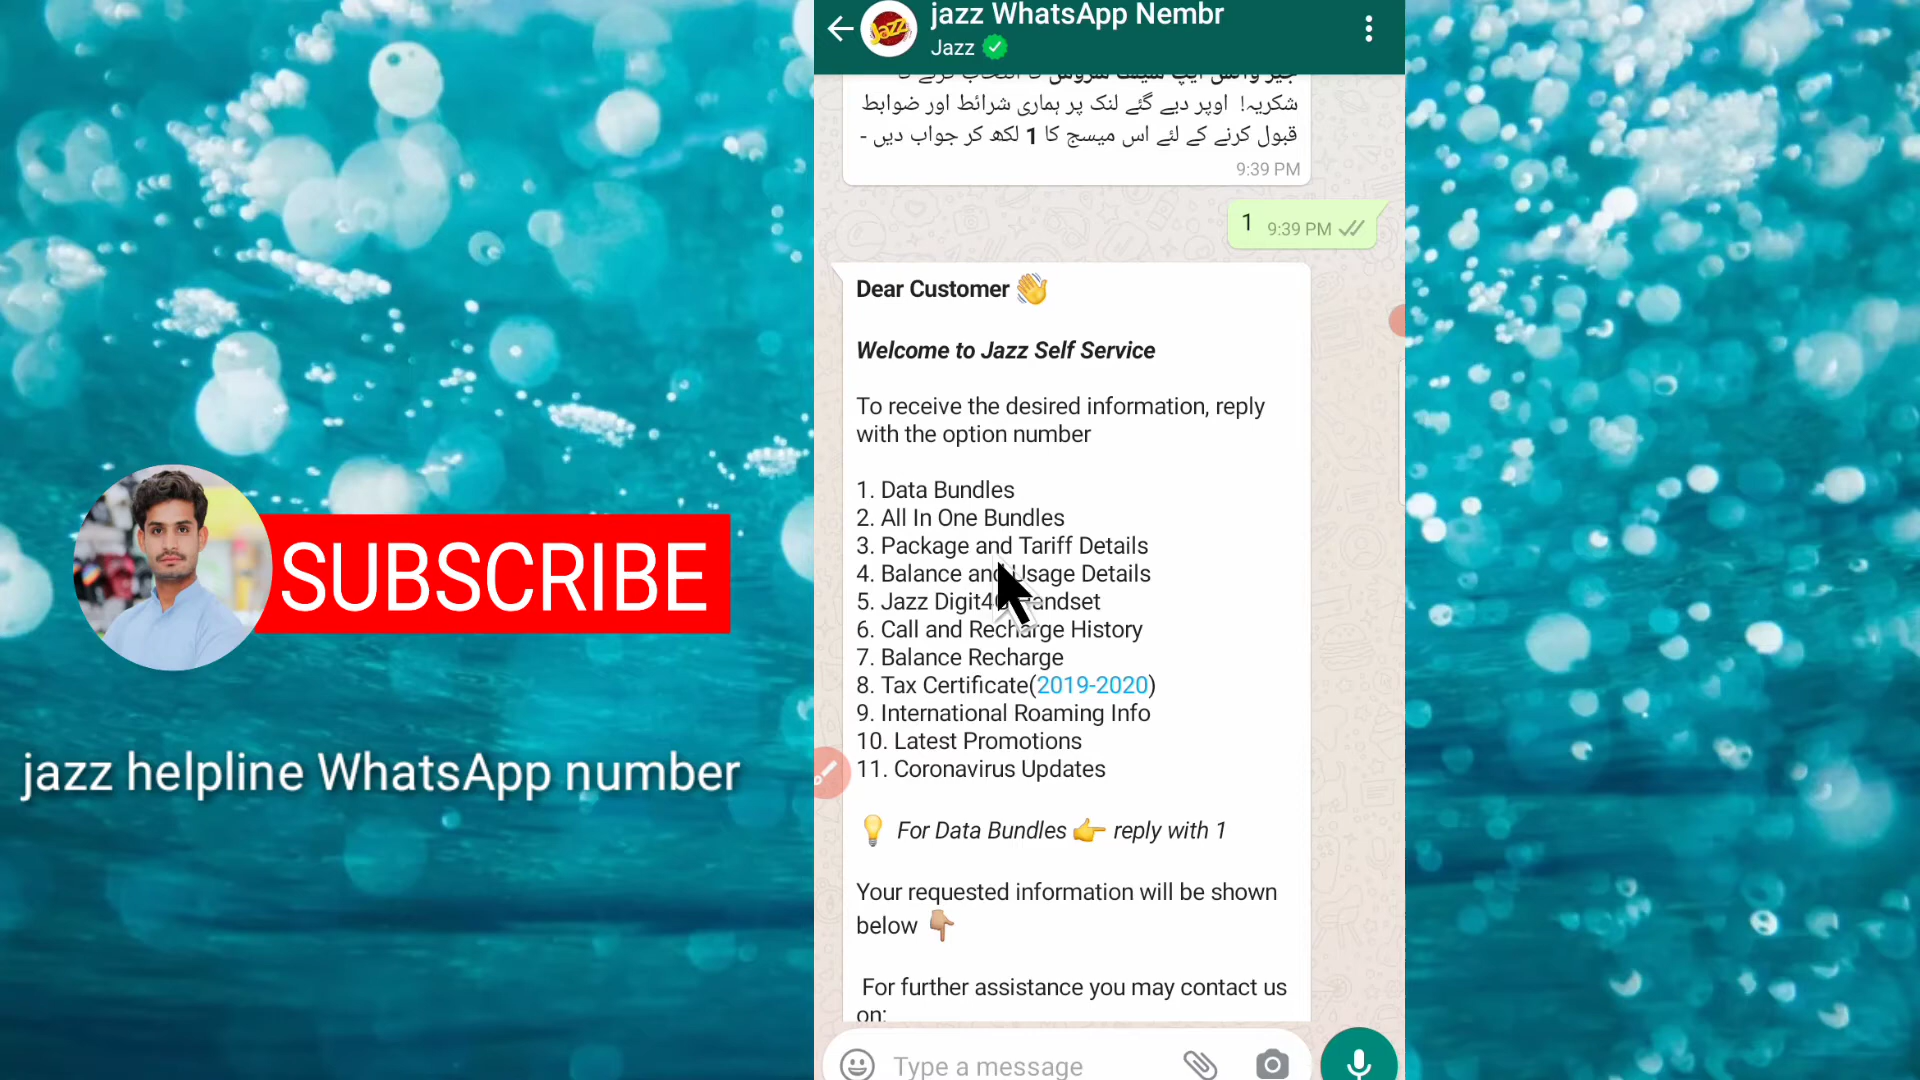 jazz WhatsApp Nembr
Jazz
شکریہ! اوپر دیے گئے لنک پر ہماری شرائط اور ضوابط
قبول کرنے کے لئے اس میسج کا 1 لکھ کر جواب دیں -
9:39 PM
1 9:39 PM
Dear Customer 👋
Welcome to Jazz Self Service
To receive the desired information, reply
with the option number
1. Data Bundles
2. All In One Bundles
3. Package and Tariff Details
4. Balance and Usage Details
5. Jazz Digit4G Handset
6. Call and Recharge History
7. Balance Recharge
8. Tax Certificate(2019-2020)
9. International Roaming Info
10. Latest Promotions
11. Coronavirus Updates
💡 For Data Bundles 👉 reply with 1
Your requested information will be shown
below 👇🏽
For further assistance you may contact us
on:
Type a message
SUBSCRIBE
jazz helpline WhatsApp number